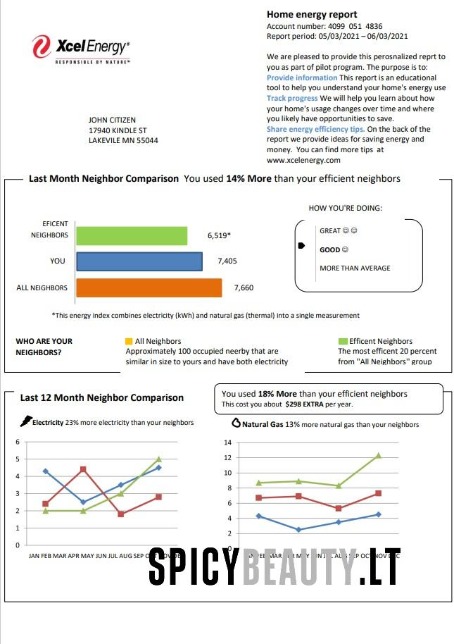 Home energy report
Account number: 4099 051 4836
Report period: 05/03/2021 – 06/03/2021
XcelEnergy®
RESPONSIBLE BY NATURE™
We are pleased to provide this perosnalized reprt to
you as part of pilot program. The purpose is to:
Provide information This report is an educational
tool to help you understand your home's energy use
Track progress We will help you learn about how
your home's usage changes over time and where
you likely have opportunities to save.
Share energy efficiency tips. On the back of the
report we provide ideas for saving energy and
money. You can find more tips at
www.xcelenergy.com
JOHN CITIZEN
17940 KINDLE ST
LAKEVILE MN 55044
Last Month Neighbor Comparison You used 14% More than your efficient neighbors
EFICENT
NEIGHBORS
6,519*
YOU
7,405
ALL NEIGHBORS
7,660
HOW YOU'RE DOING:
GREAT
GOOD
MORE THAN AVERAGE
*This energy index combines electricity (kWh) and natural gas (thermal) into a single measurement
WHO ARE YOUR
NEIGHBORS?
All Neighbors
Approximately 100 occupied neerby that are
similar in size to yours and have both electricity
Efficent Neighbors
The most efficent 20 percent
from "All Neighbors" group
Last 12 Month Neighbor Comparison
You used 18% More than your efficient neighbors
This cost you about $298 EXTRA per year.
Electricity 23% more electricity than your neighbors
6
5
4
3
2
1
0
JAN FEB MAR APR MAY JUN JUL AUG SEP
Natural Gas 13% more natural gas than your neighbors
14
12
10
8
6
4
2
0
SPICYBEAUTY.LT